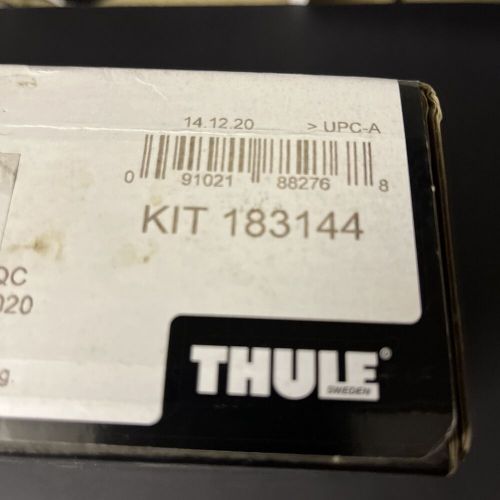 14.12.20 > UPC-A
0 91021 88276 8
KIT 183144
QC
020
g.
THULE®
SWEDEN